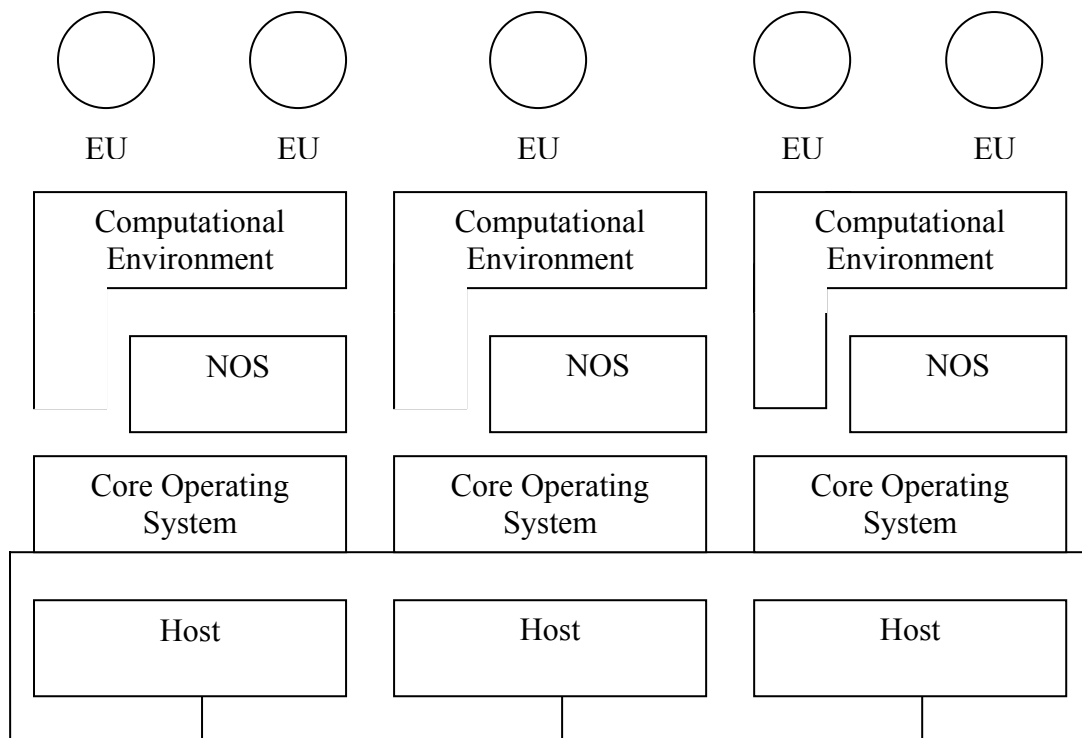 EU EU EU EU EU
Computational Computational Computational
Environment Environment Environment
NOS NOS NOS
Core Operating Core Operating Core Operating
System System System
Host Host Host